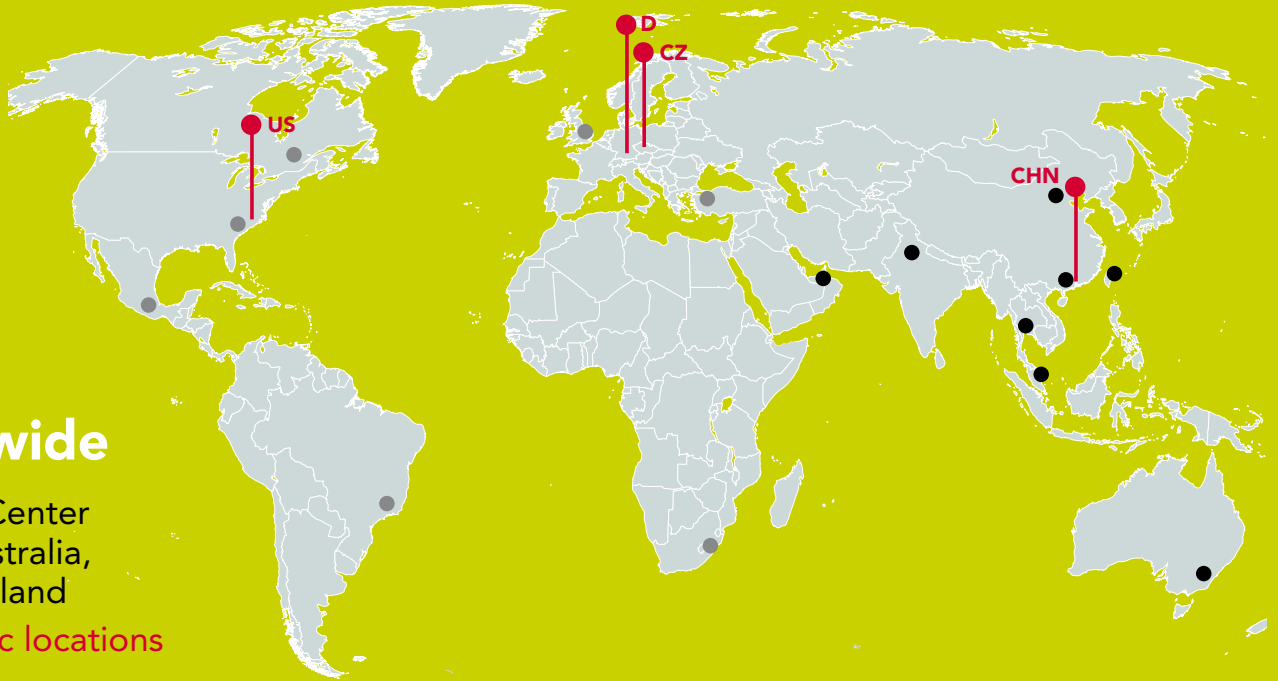 D
CZ
US
CHN
wide
Center
stralia,
land
c locations